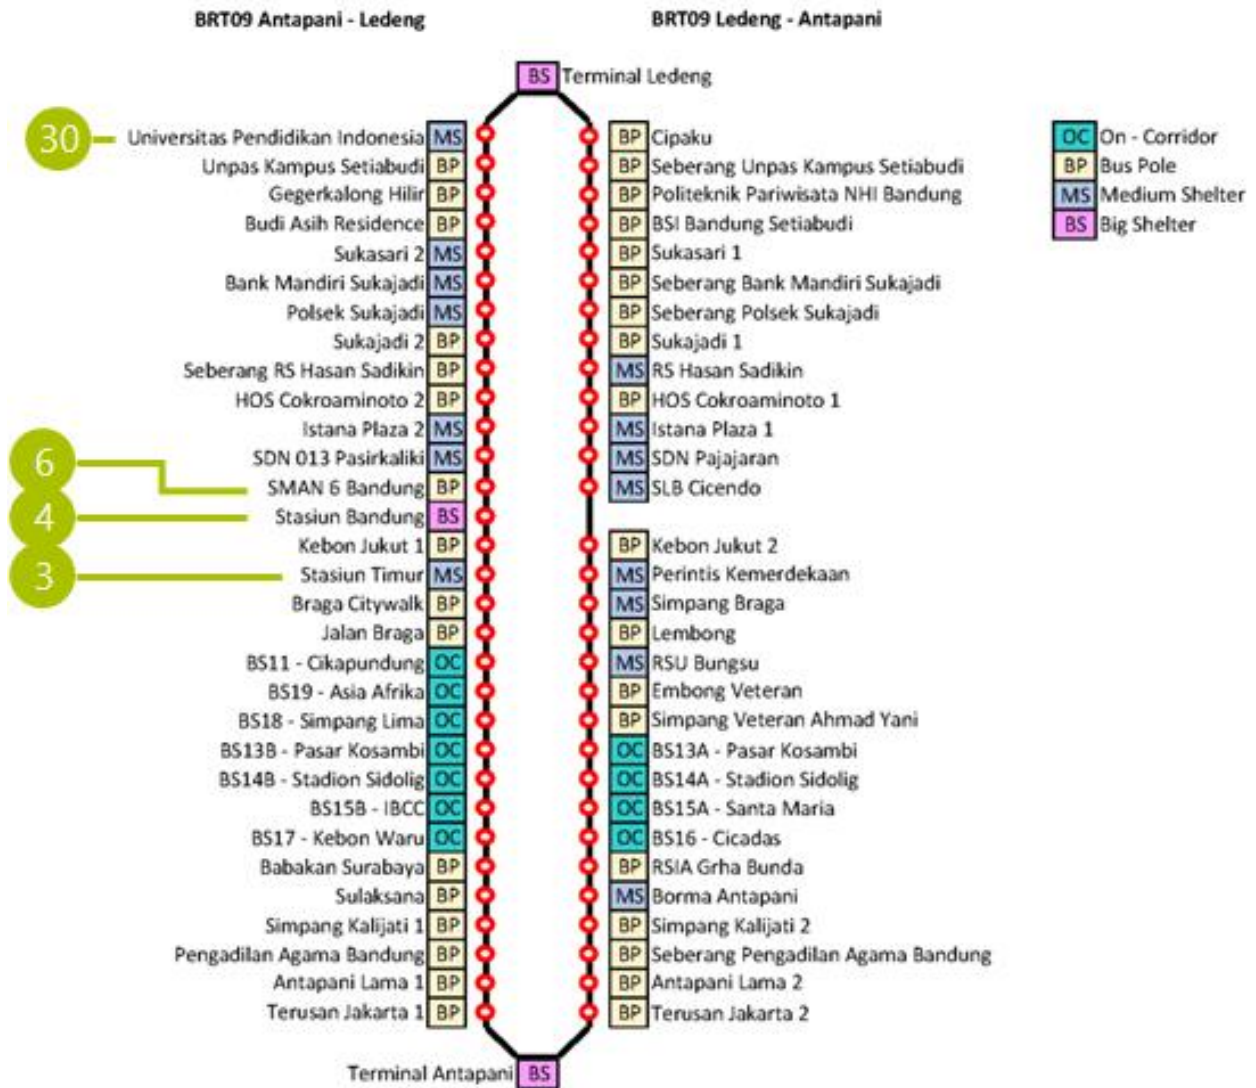 BRT09 Antapani - Ledeng
BRT09 Ledeng - Antapani
BS Terminal Ledeng
30
Universitas Pendidikan Indonesia MS
Unpas Kampus Setiabudi BP
Gegerkalong Hilir BP
Budi Asih Residence BP
Sukasari 2 MS
Bank Mandiri Sukajadi MS
Polsek Sukajadi MS
Sukajadi 2 BP
Seberang RS Hasan Sadikin BP
HOS Cokroaminoto 2 BP
Istana Plaza 2 MS
SDN 013 Pasirkaliki MS
6
SMAN 6 Bandung BP
4
Stasiun Bandung BS
Kebon Jukut 1 BP
3
Stasiun Timur MS
Braga Citywalk BP
Jalan Braga BP
BS11 - Cikapundung OC
BS19 - Asia Afrika OC
BS18 - Simpang Lima OC
BS13B - Pasar Kosambi OC
BS14B - Stadion Sidolig OC
BS15B - IBCC OC
BS17 - Kebon Waru OC
Babakan Surabaya BP
Sulaksana BP
Simpang Kalijati 1 BP
Pengadilan Agama Bandung BP
Antapani Lama 1 BP
Terusan Jakarta 1 BP
BP Cipaku
BP Seberang Unpas Kampus Setiabudi
BP Politeknik Pariwisata NHI Bandung
BP BSI Bandung Setiabudi
BP Sukasari 1
BP Seberang Bank Mandiri Sukajadi
BP Seberang Polsek Sukajadi
BP Sukajadi 1
MS RS Hasan Sadikin
BP HOS Cokroaminoto 1
MS Istana Plaza 1
MS SDN Pajajaran
MS SLB Cicendo
BP Kebon Jukut 2
MS Perintis Kemerdekaan
MS Simpang Braga
BP Lembong
MS RSU Bungsu
BP Embong Veteran
BP Simpang Veteran Ahmad Yani
OC BS13A - Pasar Kosambi
OC BS14A - Stadion Sidolig
OC BS15A - Santa Maria
OC BS16 - Cicadas
BP RSIA Grha Bunda
MS Borma Antapani
BP Simpang Kalijati 2
BP Seberang Pengadilan Agama Bandung
BP Antapani Lama 2
BP Terusan Jakarta 2
Terminal Antapani BS
OC On - Corridor
BP Bus Pole
MS Medium Shelter
BS Big Shelter